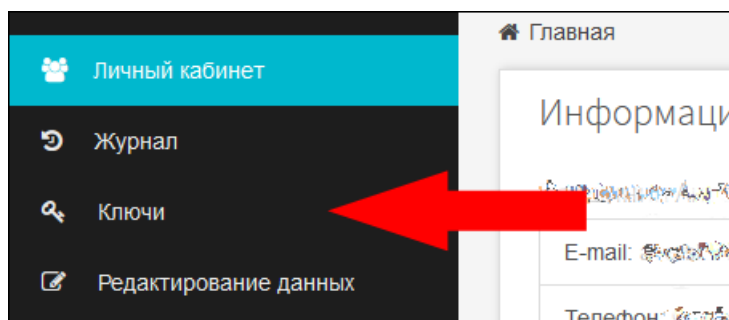 Главная
Личный кабинет
Журнал
Ключи
Редактирование данных
Информаци
E-mail:
Телефон: